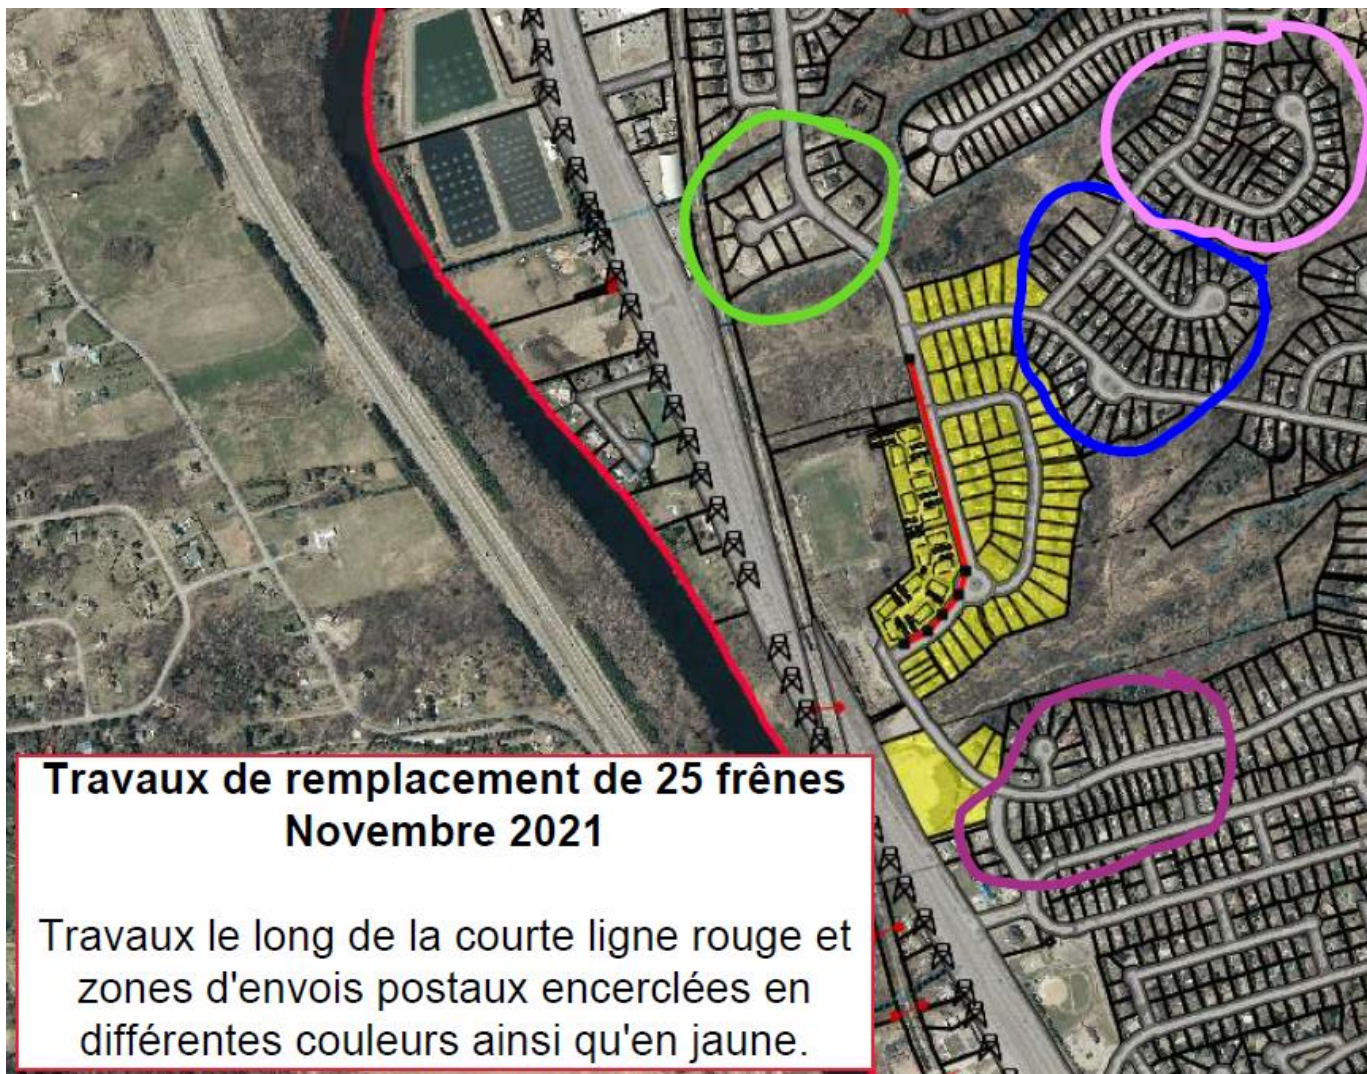 Travaux de remplacement de 25 frênes
Novembre 2021
Travaux le long de la courte ligne rouge et
zones d'envois postaux encerclées en
différentes couleurs ainsi qu'en jaune.